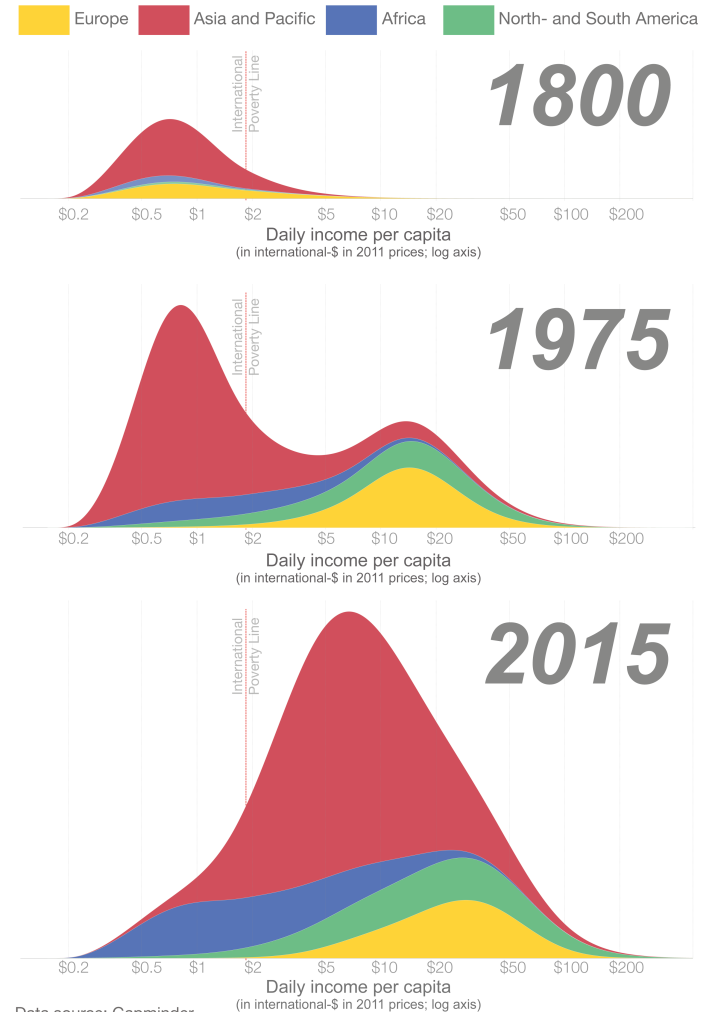 Europe Asia and Pacific Africa North- and South America
International
Poverty Line
1800
$0.2 $0.5 $1 $2 $5 $10 $20 $50 $100 $200
Daily income per capita
(in international-$ in 2011 prices; log axis)
International
Poverty Line
1975
$0.2 $0.5 $1 $2 $5 $10 $20 $50 $100 $200
Daily income per capita
(in international-$ in 2011 prices; log axis)
International
Poverty Line
2015
$0.2 $0.5 $1 $2 $5 $10 $20 $50 $100 $200
Daily income per capita
(in international-$ in 2011 prices; log axis)
Data source: Gapminder